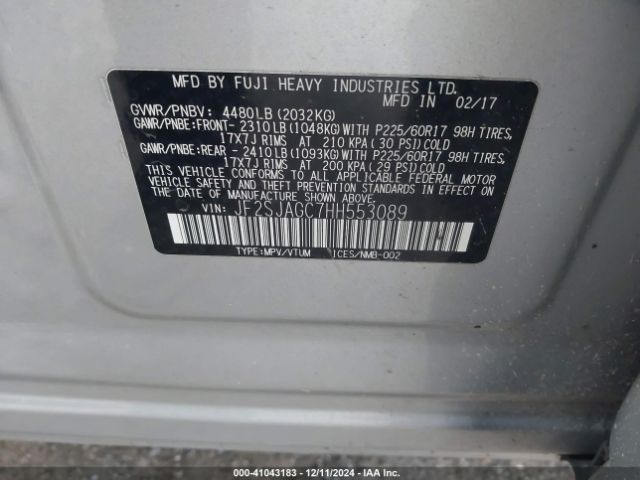 MFD BY FUJI HEAVY INDUSTRIES LTD.
MFD IN 02/17
GVWR/PNBV: 4480LB (2032KG)
GAWR/PNBE:FRONT- 2310LB (1048KG) WITH P225/60R17 98H TIRES,
17X7J RIMS AT 210 KPA ( 30 PSI) COLD
GAWR/PNBE:REAR - 2410LB (1093KG) WITH P225/60R17 98H TIRES,
17X7J RIMS AT 200 KPA (29 PSI) COLD
THIS VEHICLE CONFORMS TO ALL APPLICABLE FEDERAL MOTOR
VEHICLE SAFETY AND THEFT PREVENTION STANDARDS IN EFFECT ON
THE DATE OF MANUFACTURE SHOWN ABOVE.
VIN: JF2SJAGC7HH553089
TYPE:MPV/VTUM ICES/NMB-002
STOCK #: 41043183 - 12/11/2024 - IAA Inc.